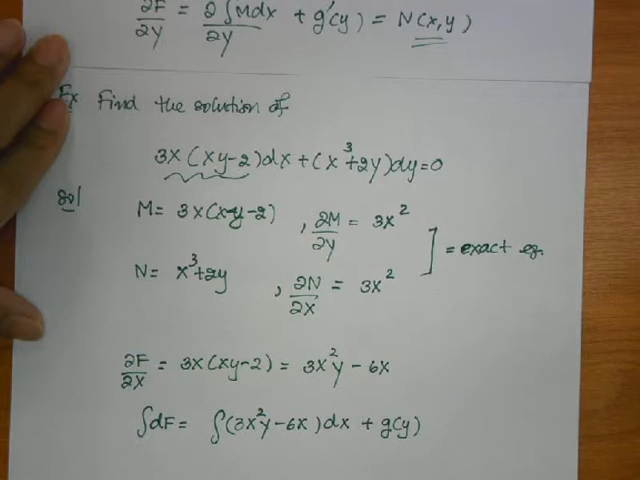 ∂F/∂y = ∂∫Mdx/∂y + g'(y) = N(x,y)
Ex Find the solution of
3x(xy-2)dx+(x³+2y)dy=0
sol
M= 3x(x-y-2) , ∂M/∂y = 3x²
= exact eq.
N= x³+2y , ∂N/∂x = 3x²
∂F/∂x = 3x(xy-2) = 3x²y - 6x
∫dF = ∫(3x²y-6x)dx + g(y)